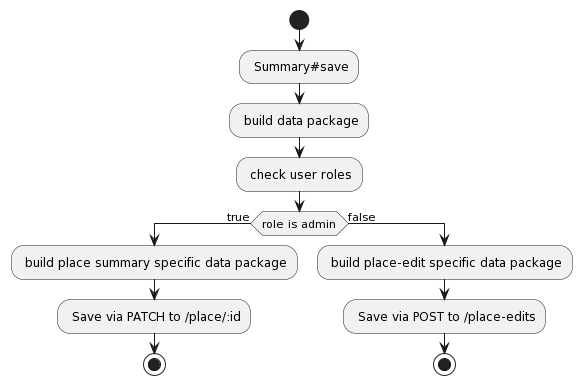 Summary#save
build data package
check user roles
true
role is admin
false
build place summary specific data package
build place-edit specific data package
Save via PATCH to /place/:id
Save via POST to /place-edits